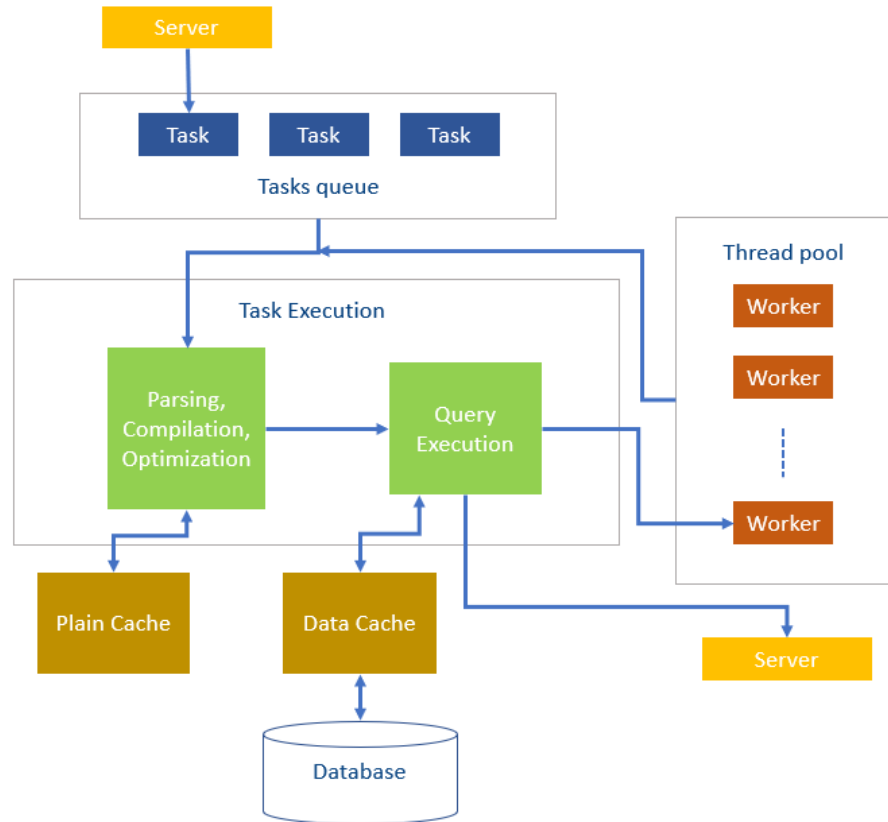 Server
Task
Task
Task
Tasks queue
Thread pool
Worker
Task Execution
Worker
Parsing,
Compilation,
Optimization
Query
Execution
Worker
Plain Cache
Data Cache
Server
Database